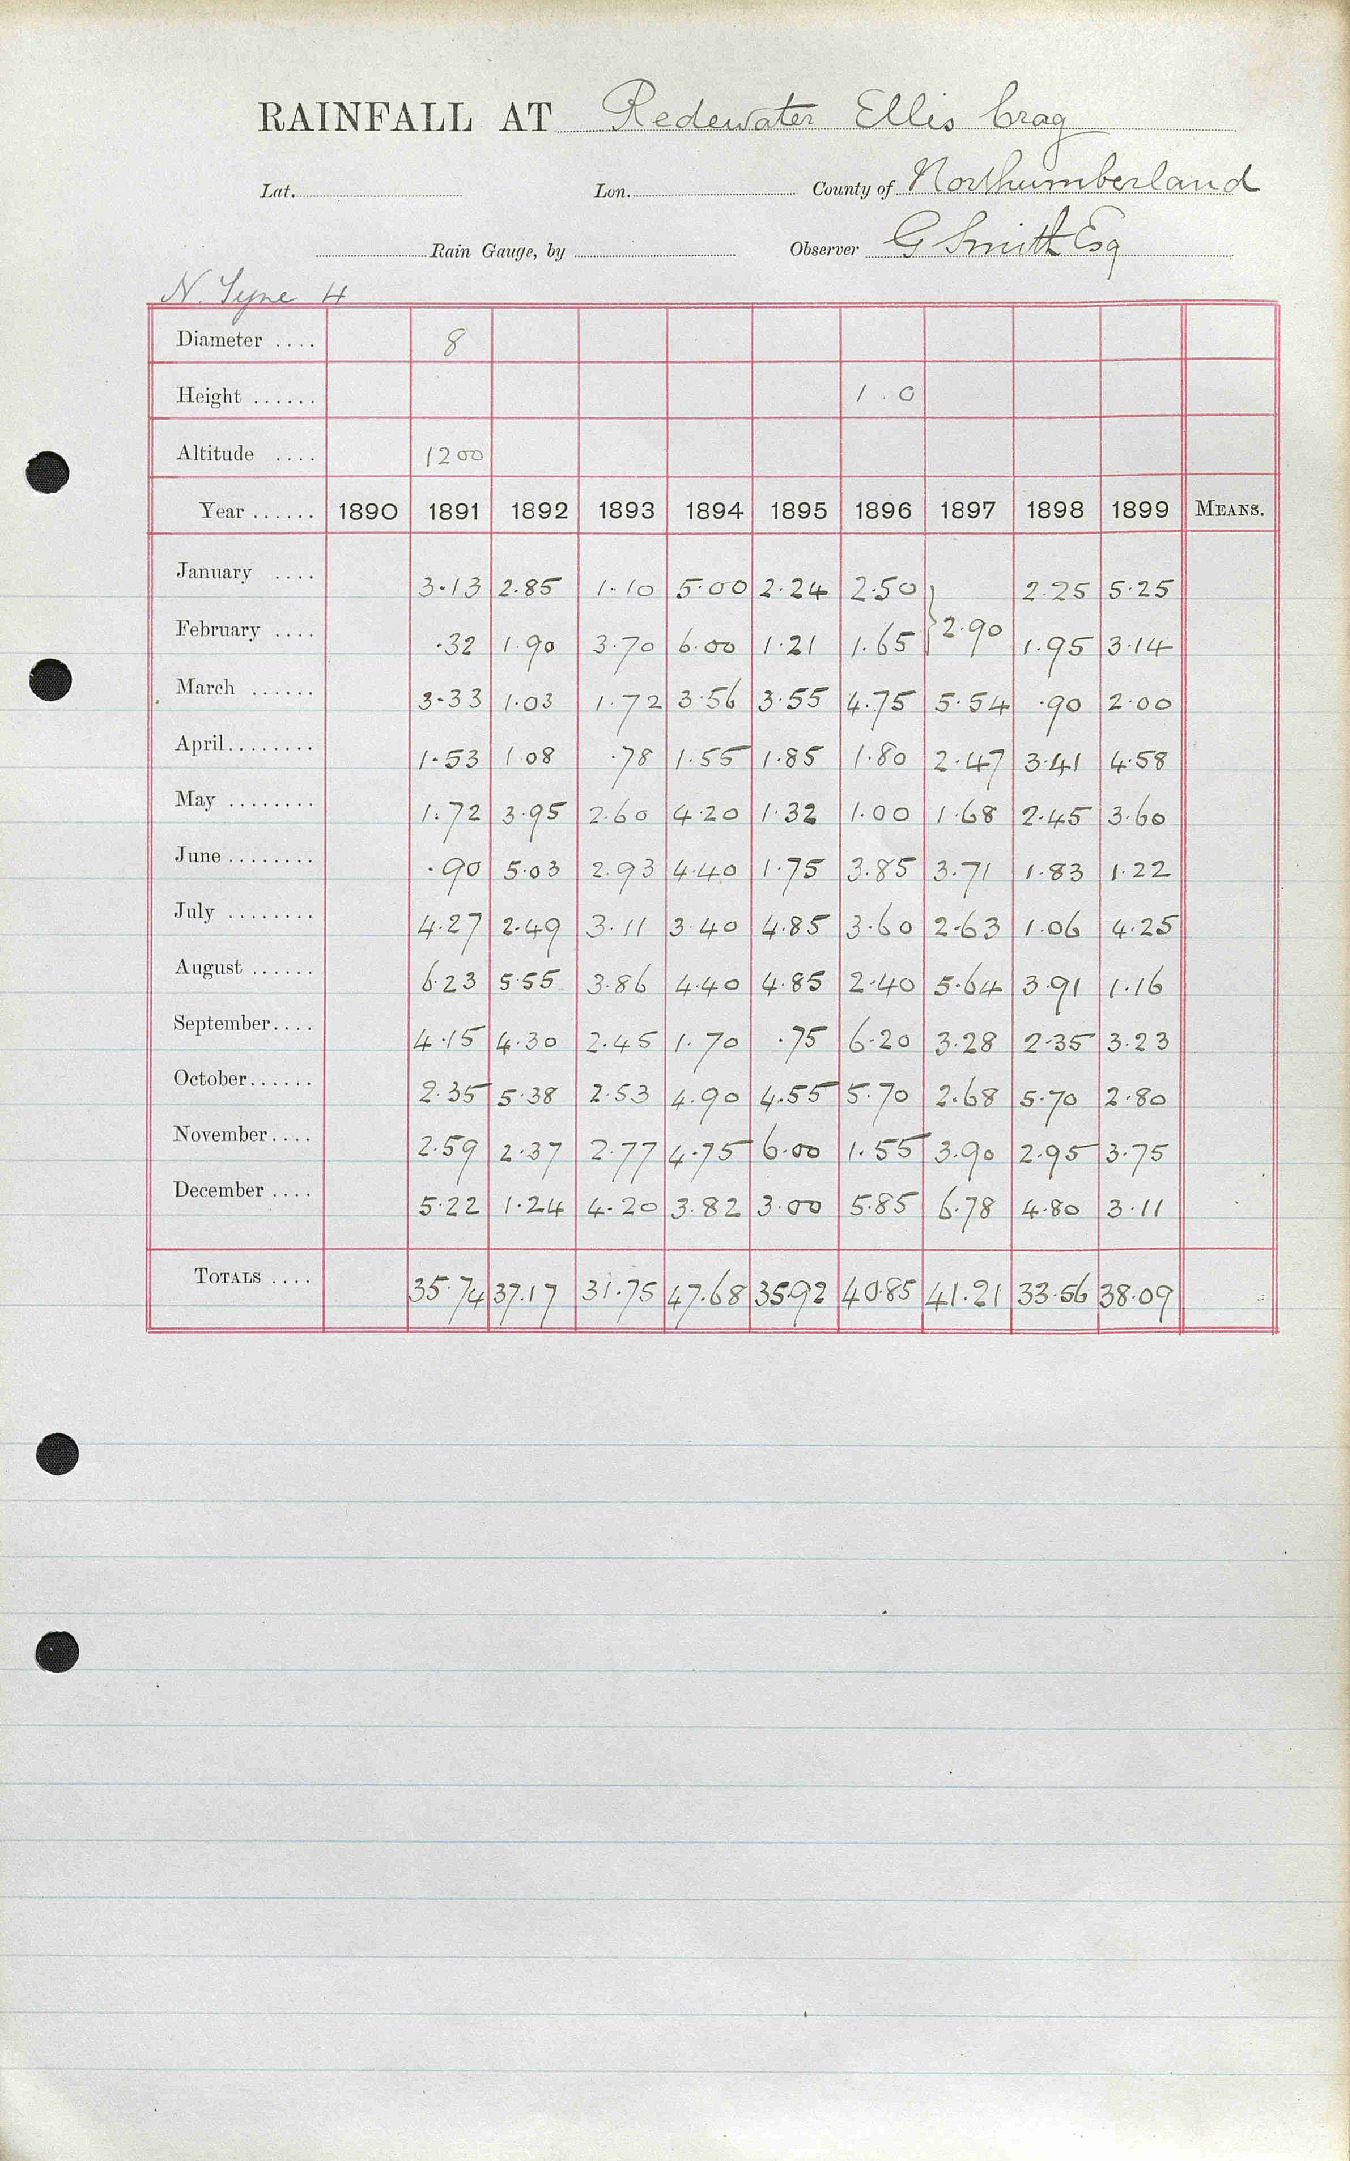 RAINFALL AT Redewater Ellis Crag
Lat. Lon. County of Northumberland
Rain Gauge, by Observer G Smith Esq
N. Tyne 4
Diameter .... 8
Height ...... 1.0
Altitude .... 1200
Year ...... 1890 1891 1892 1893 1894 1895 1896 1897 1898 1899 MEANS.
January .... 3.13 2.85 1.10 5.00 2.24 2.50 } 2.25 5.25
February .... .32 1.90 3.70 6.00 1.21 1.65 2.90 1.95 3.14
March ...... 3.33 1.03 1.72 3.56 3.55 4.75 5.54 .90 2.00
April........ 1.53 1.08 .78 1.55 1.85 1.80 2.47 3.41 4.58
May ........ 1.72 3.95 2.60 4.20 1.32 1.00 1.68 2.45 3.60
June ........ .90 5.03 2.93 4.40 1.75 3.85 3.71 1.83 1.22
July ........ 4.27 2.49 3.11 3.40 4.85 3.60 2.63 1.06 4.25
August ...... 6.23 5.55 3.86 4.40 4.85 2.40 5.64 3.91 1.16
September.... 4.15 4.30 2.45 1.70 .75 6.20 3.28 2.35 3.23
October...... 2.35 5.38 2.53 4.90 4.55 5.70 2.68 5.70 2.80
November.... 2.59 2.37 2.77 4.75 6.00 1.55 3.90 2.95 3.75
December .... 5.22 1.24 4.20 3.82 3.00 5.85 6.78 4.80 3.11
TOTALS .... 35.74 37.17 31.75 47.68 35.92 40.85 41.21 33.56 38.09